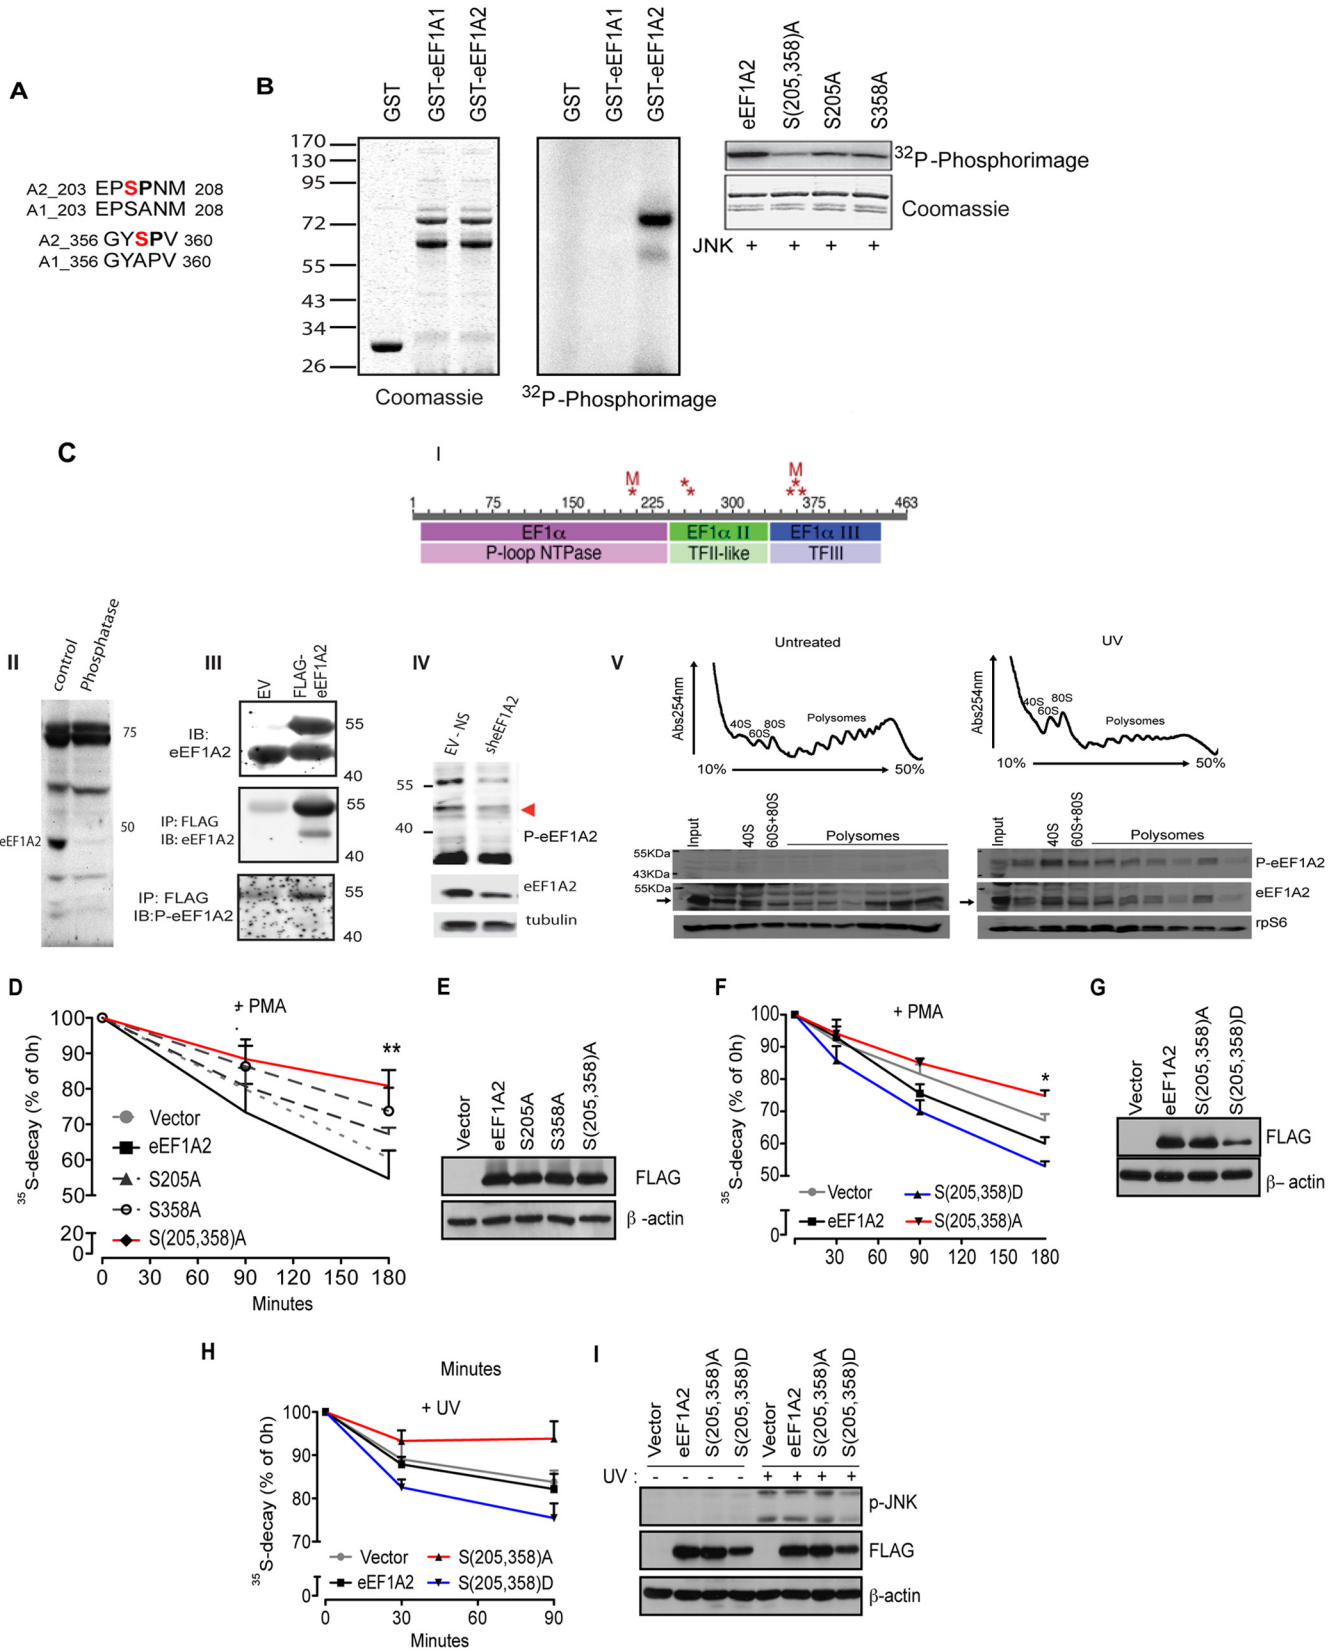 A
A2_203 EPSPNM 208
A1_203 EPSANM 208
A2_356 GYSPV 360
A1_356 GYAPV 360
B
GST
GST-eEF1A1
GST-eEF1A2
170
130
95
72
55
43
34
26
Coomassie
GST
GST-eEF1A1
GST-eEF1A2
32P-Phosphorimage
eEF1A2
S(205,358)A
S205A
S358A
32P-Phosphorimage
Coomassie
JNK + + + +
C
I
M M
* * * * * *
1 75 150 225 300 375 463
EF1α EF1α II EF1α III
P-loop NTPase TFII-like TFIII
II
control
Phosphatase
75
50
eEF1A2
III
EV
FLAG-eEF1A2
IB:
eEF1A2
55
40
IP: FLAG
IB: eEF1A2
55
40
IP: FLAG
IB:P-eEF1A2
55
40
IV
EV - NS
sheEF1A2
55
40
P-eEF1A2
eEF1A2
tubulin
V
Untreated
Abs254nm
40S
60S
80S
Polysomes
10% 50%
UV
Abs254nm
40S
60S
80S
Polysomes
10% 50%
Input
40S
60S+80S
Polysomes
55KDa
43KDa
55KDa
Input
40S
60S+80S
Polysomes
P-eEF1A2
eEF1A2
rpS6
D
+ PMA
35S-decay (% of 0h)
100
90
80
70
60
50
20
0
**
Vector
eEF1A2
S205A
S358A
S(205,358)A
0 30 60 90 120 150 180
Minutes
E
Vector
eEF1A2
S205A
S358A
S(205,358)A
FLAG
β -actin
F
+ PMA
35S-decay (% of 0h)
100
90
80
70
60
50
0
*
Vector S(205,358)D
eEF1A2 S(205,358)A
30 60 90 120 150 180
G
Vector
eEF1A2
S(205,358)A
S(205,358)D
FLAG
β– actin
H
Minutes
+ UV
35S-decay (% of 0h)
100
90
80
70
0
Vector S(205,358)A
eEF1A2 S(205,358)D
0 30 60 90
Minutes
I
Vector
eEF1A2
S(205,358)A
S(205,358)D
Vector
eEF1A2
S(205,358)A
S(205,358)D
UV : - - - - + + + +
p-JNK
FLAG
β-actin